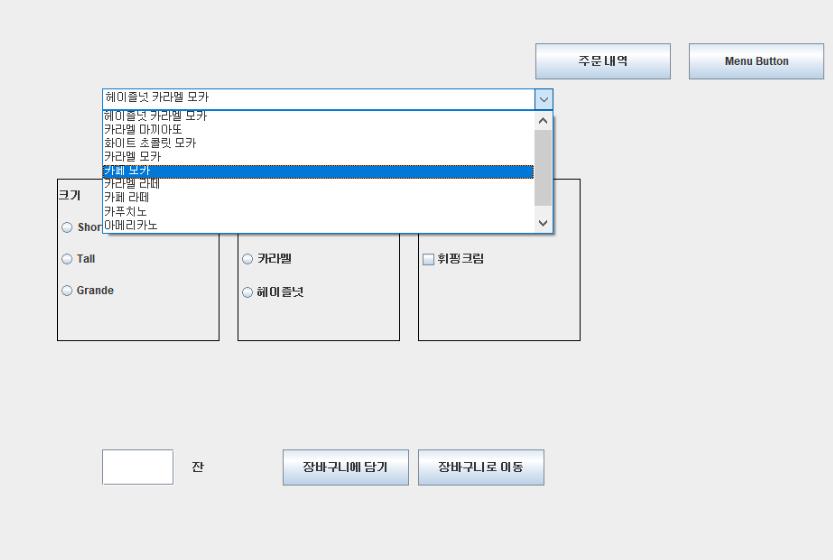 주문내역
Menu Button
헤이즐넛 카라멜 모카
헤이즐넛 카라멜 모카
카라멜 마끼아또
화이트 초콜릿 모카
카라멜 모카
카페 모카
카라멜 라떼
카페 라떼
카푸치노
아메리카노
크기
Shor
Tall
Grande
카라멜
헤이즐넛
휘핑크림
잔
장바구니에 담기
장바구니로 이동